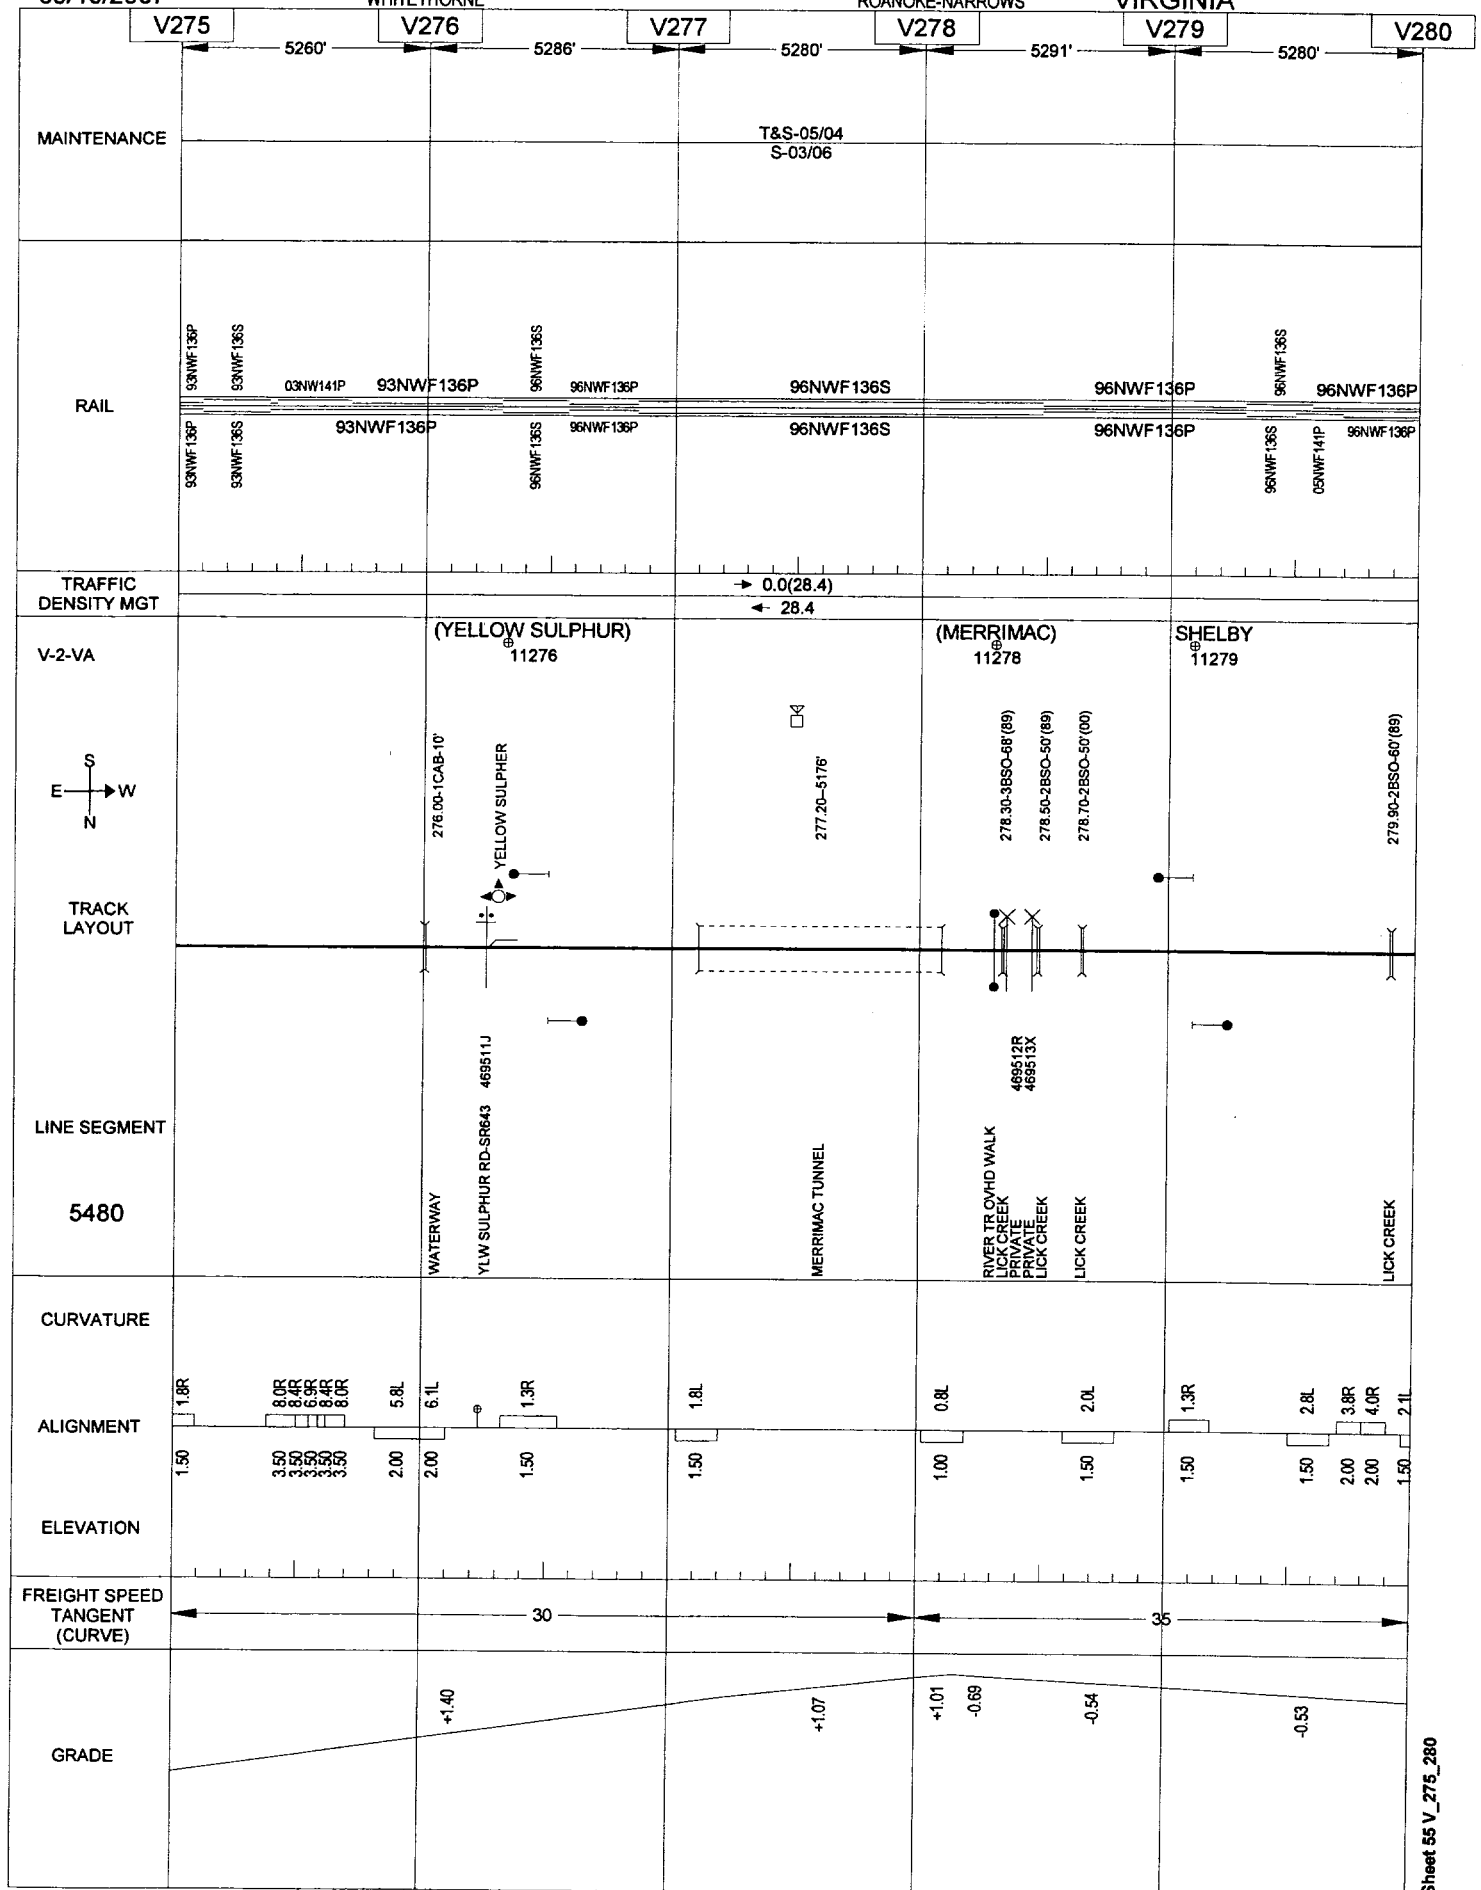 WHITETHORNE ROANOKE-NARROWS VIRGINIA
V275 V276 V277 V278 V279 V280
5260' 5286' 5280' 5291' 5280'
MAINTENANCE
T&S-05/04
S-03/06
RAIL
93NWF136P 93NWF136S 03NW141P 93NWF136P 96NWF136S 96NWF136P 96NWF136S 96NWF136P 96NWF136S 96NWF136P
93NWF136P 93NWF136S 93NWF136P 96NWF136S 96NWF136P 96NWF136S 96NWF136P 96NWF136S 05NWF141P 96NWF136P
TRAFFIC
DENSITY MGT
→ 0.0(28.4)
← 28.4
V-2-VA
(YELLOW SULPHUR) (MERRIMAC) SHELBY
11276 11278 11279
S
E W
N
276.00-1CAB-10'
YELLOW SULPHER
277.20--5176'
278.30-3BSO-68'(89)
278.50-2BSO-50'(89)
278.70-2BSO-50'(00)
279.90-2BSO-60'(89)
TRACK
LAYOUT
LINE SEGMENT
5480
WATERWAY
YLW SULPHUR RD-SR643 469511J
MERRIMAC TUNNEL
RIVER TR OVHD WALK
LICK CREEK
PRIVATE 469512R
PRIVATE 469513X
LICK CREEK
LICK CREEK
LICK CREEK
CURVATURE
1.8R 8.0R 8.4R 6.9R 8.4R 8.0R 5.8L 6.1L 1.3R 1.8L 0.8L 2.0L 1.3R 2.8L 3.8R 4.0R 2.1L
ALIGNMENT
1.50 3.50 3.50 3.50 3.50 3.50 2.00 2.00 1.50 1.50 1.00 1.50 1.50 1.50 2.00 2.00 1.50
ELEVATION
FREIGHT SPEED
TANGENT
(CURVE)
30 35
GRADE
+1.40 +1.07 +1.01 -0.69 -0.54 -0.53
Sheet 55 V_275_280